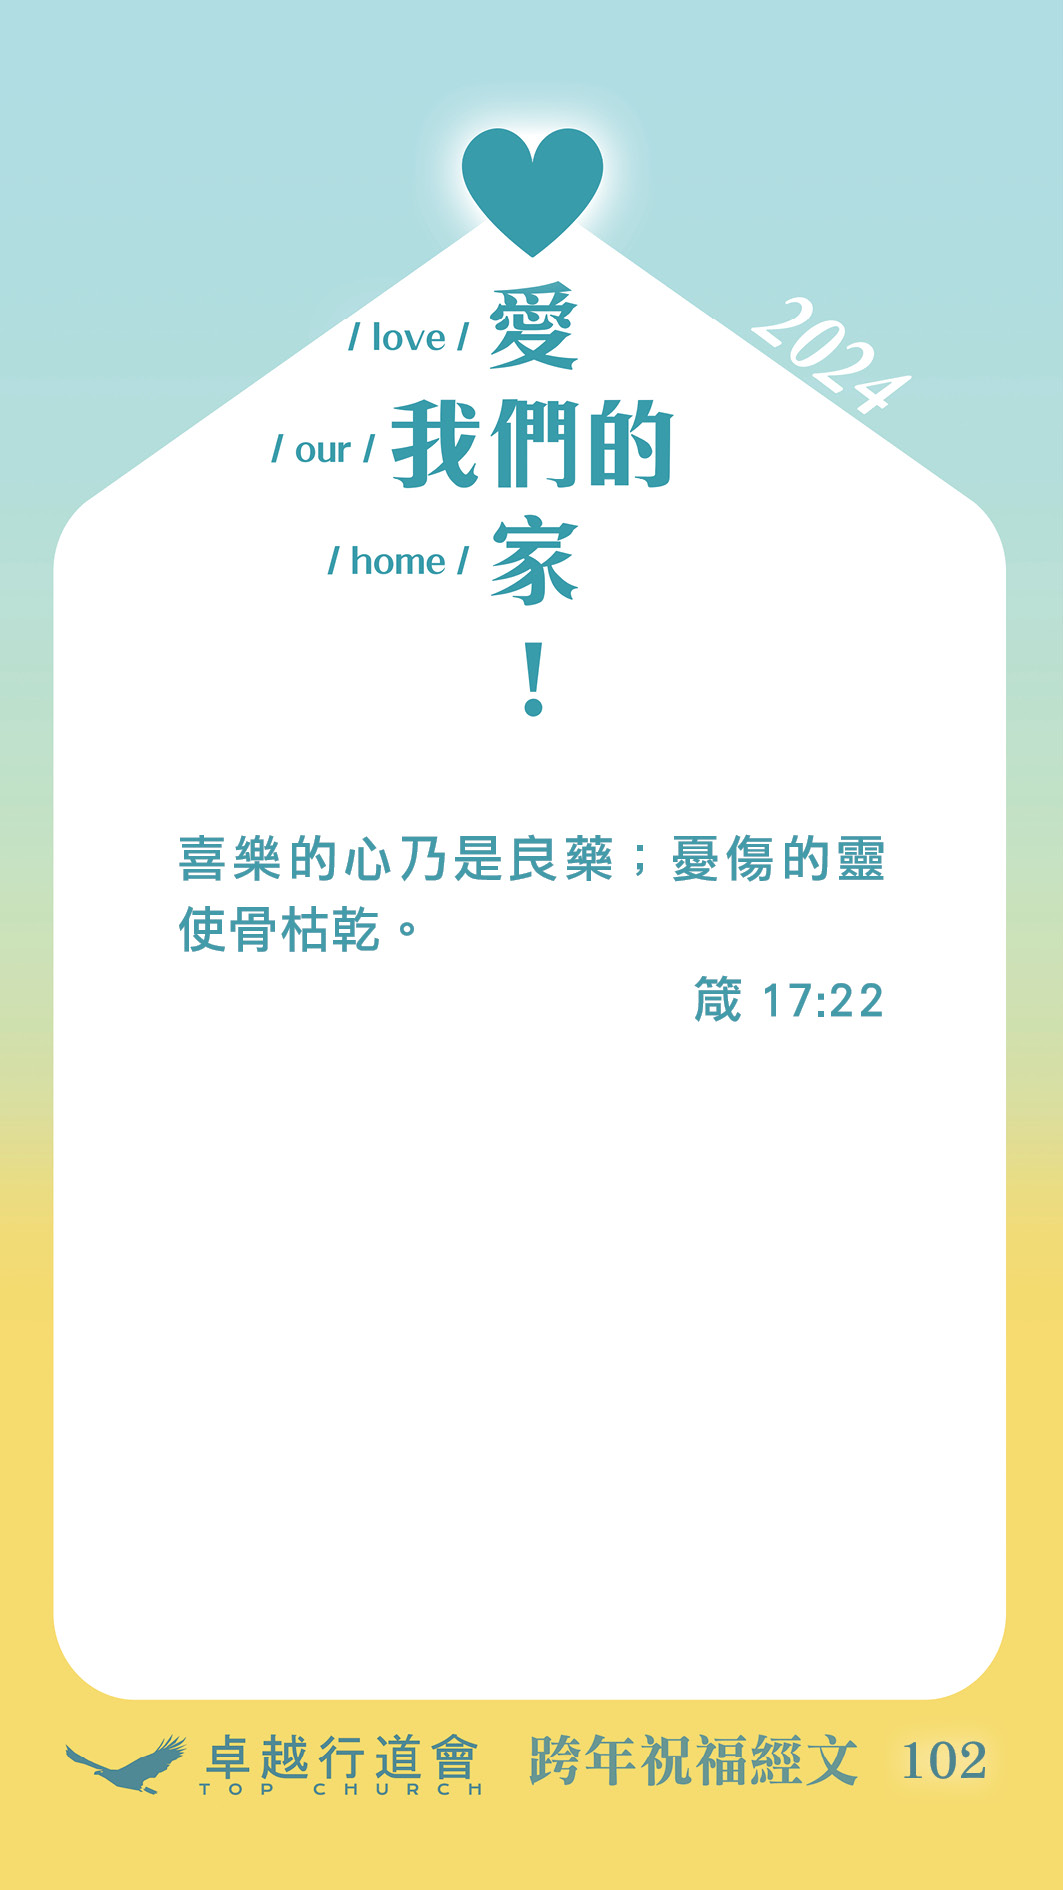 / love / 愛
2024
/ our / 我們的
/ home / 家
!
喜樂的心乃是良藥；憂傷的靈
使骨枯乾。
箴 17:22
卓越行道會 跨年祝福經文 102
TOP CHURCH